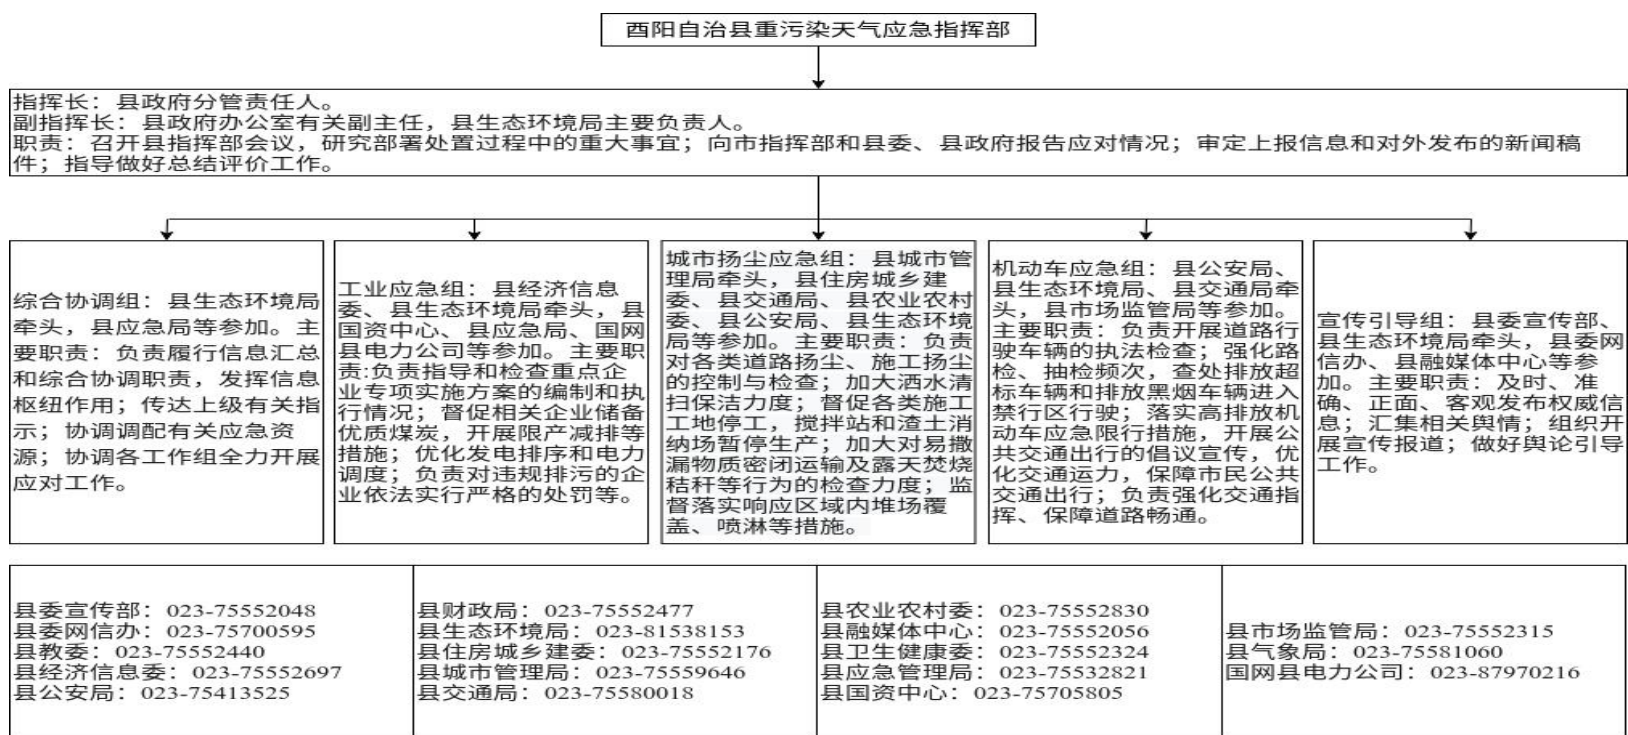 酉阳自治县重污染天气应急指挥部
指挥长：县政府分管责任人。
副指挥长：县政府办公室有关副主任，县生态环境局主要负责人。
职责：召开县指挥部会议，研究部署处置过程中的重大事宜；向市指挥部和县委、县政府报告应对情况；审定上报信息和对外发布的新闻稿
件；指导做好总结评价工作。
综合协调组：县生态环境局
牵头，县应急局等参加。主
要职责：负责履行信息汇总
和综合协调职责，发挥信息
枢纽作用；传达上级有关指
示；协调调配有关应急资
源；协调各工作组全力开展
应对工作。
工业应急组：县经济信息
委、县生态环境局牵头，县
国资中心、县应急局、国网
县电力公司等参加。主要职
责:负责指导和检查重点企
业专项实施方案的编制和执
行情况；督促相关企业储备
优质煤炭，开展限产减排等
措施；优化发电排序和电力
调度；负责对违规排污的企
业依法实行严格的处罚等。
城市扬尘应急组：县城市管
理局牵头，县住房城乡建
委、县交通局、县农业农村
委、县公安局、县生态环境
局等参加。主要职责：负责
对各类道路扬尘、施工扬尘
的控制与检查；加大洒水清
扫保洁力度；督促各类施工
工地停工，搅拌站和渣土消
纳场暂停生产；加大对易撒
漏物质密闭运输及露天焚烧
秸秆等行为的检查力度；监
督落实响应区域内堆场覆
盖、喷淋等措施。
机动车应急组：县公安局、
县生态环境局、县交通局牵
头，县市场监管局等参加。
主要职责：负责开展道路行
驶车辆的执法检查；强化路
检、抽检频次，查处排放超
标车辆和排放黑烟车辆进入
禁行区行驶；落实高排放机
动车应急限行措施，开展公
共交通出行的倡议宣传，优
化交通运力，保障市民公共
交通出行；负责强化交通指
挥、保障道路畅通。
宣传引导组：县委宣传部、
县生态环境局牵头，县委网
信办、县融媒体中心等参
加。主要职责：及时、准
确、正面、客观发布权威信
息；汇集相关舆情；组织开
展宣传报道；做好舆论引导
工作。
县委宣传部：023-75552048
县委网信办：023-75700595
县教委：023-75552440
县经济信息委：023-75552697
县公安局：023-75413525
县财政局：023-75552477
县生态环境局：023-81538153
县住房城乡建委：023-75552176
县城市管理局：023-75559646
县交通局：023-75580018
县农业农村委：023-75552830
县融媒体中心：023-75552056
县卫生健康委：023-75552324
县应急管理局：023-75532821
县国资中心：023-75705805
县市场监管局：023-75552315
县气象局：023-75581060
国网县电力公司：023-87970216